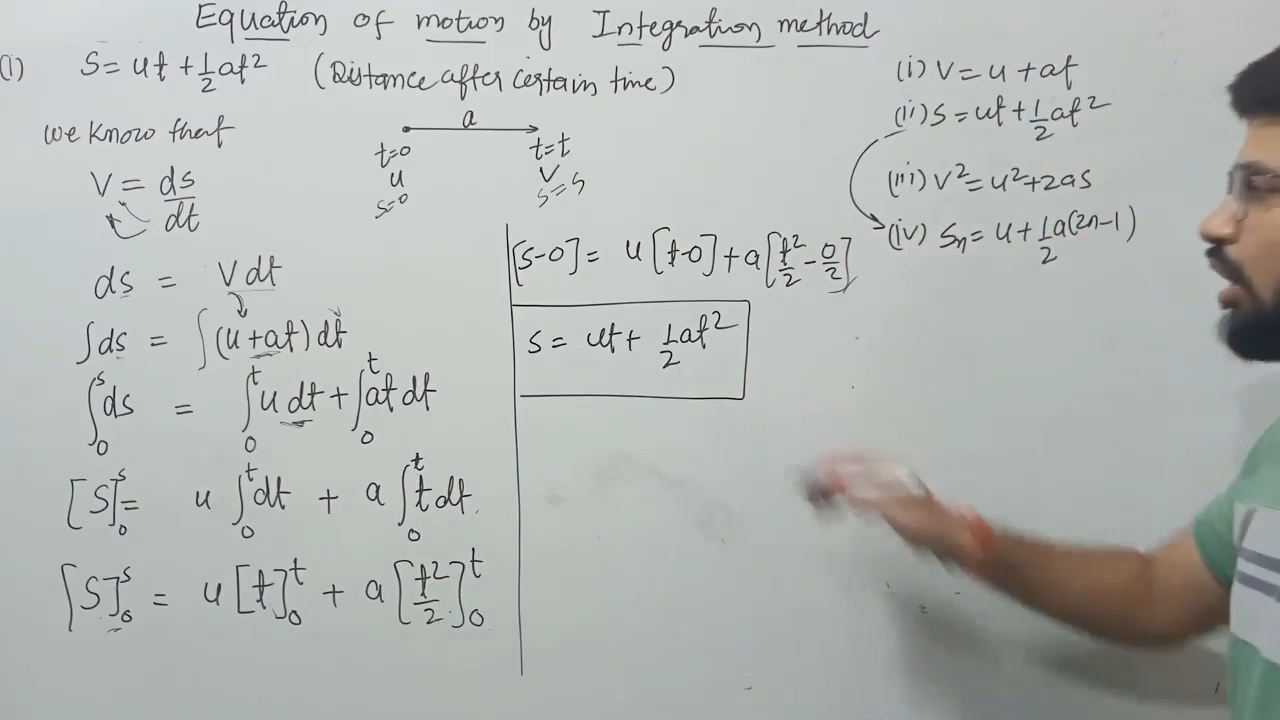 Equation of motion by Integration method
(1) S = ut + 1/2 at² (Distance after certain time)
we know that
V = ds/dt
ds = V dt
∫ds = ∫(u+at) dt
∫₀ˢ ds = ∫₀ᵗ u dt + ∫₀ᵗ at dt
[S]₀ˢ = u ∫₀ᵗ dt + a ∫₀ᵗ t dt.
[S]₀ˢ = u [t]₀ᵗ + a [t²/2]₀ᵗ
a
t=0 t=t
u V
s=0 s=s
[s-0] = u [t-0] + a [t²/2 - 0/2]
s = ut + 1/2 at²
(i) V = u + at
(ii) s = ut + 1/2 at²
(iii) V² = u² + 2as
(iv) Sn = u + 1/2 a(2n-1)